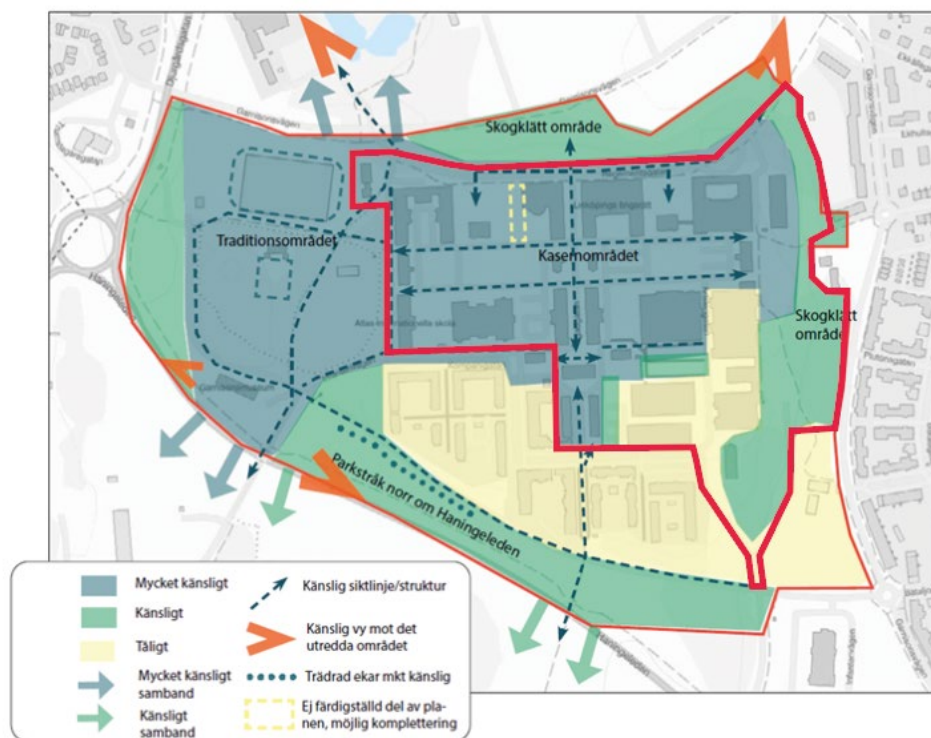 Garnisonsvägen
Skogklätt område
Traditionsområdet
Kasernområdet
Skogklätt
område
Parkstråk norr om Haningeleden
Haningeleden
Mycket känsligt
Känsligt
Tåligt
Mycket känsligt
samband
Känsligt
samband
Känslig siktlinje/struktur
Känslig vy mot det
utredda området
Trädrad ekar mkt känslig
Ej färdigställd del av pla-
nen, möjlig komplettering